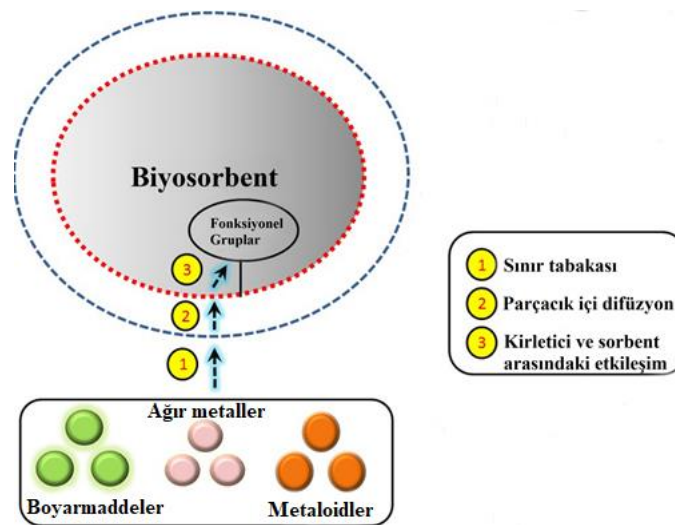 Biyosorbent
Fonksiyonel
Gruplar
3
2
1
1 Sınır tabakası
2 Parçacık içi difüzyon
3 Kirletici ve sorbent
arasındaki etkileşim
Ağır metaller
Boyarmaddeler
Metaloidler